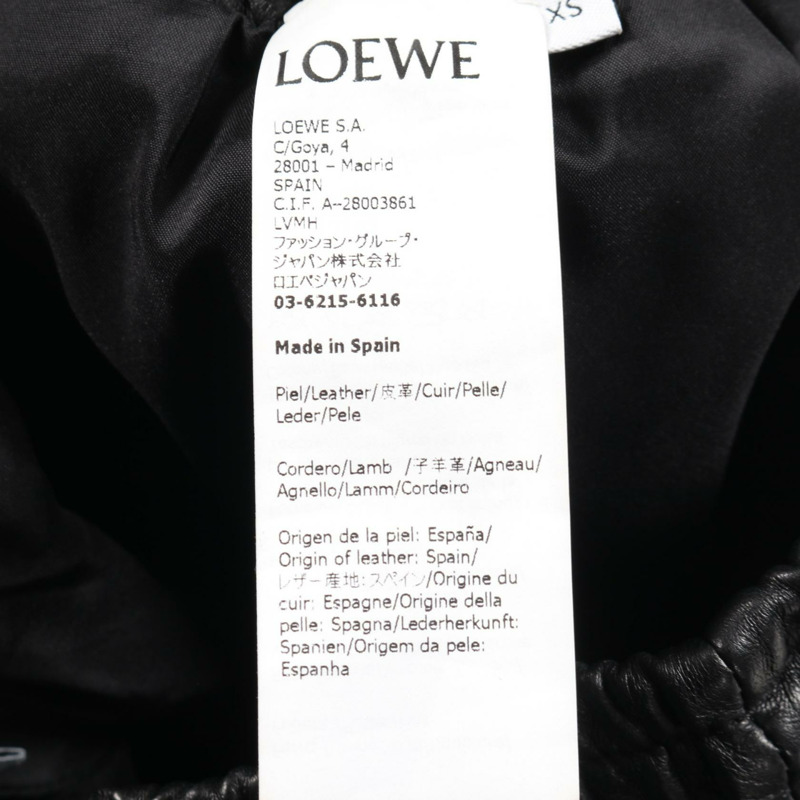 XS
LOEWE
LOEWE S.A.
C/Goya, 4
28001 – Madrid
SPAIN
C.I.F. A-28003861
LVMH
ファッション・グループ・
ジャパン株式会社
ロエベジャパン
03-6215-6116
Made in Spain
Piel/Leather/皮革/Cuir/Pelle/
Leder/Pele
Cordero/Lamb /子羊革/Agneau/
Agnello/Lamm/Cordeiro
Origen de la piel: España/
Origin of leather: Spain/
レザー産地:スペイン/Origine du
cuir: Espagne/Origine della
pelle: Spagna/Lederherkunft:
Spanien/Origem da pele:
Espanha